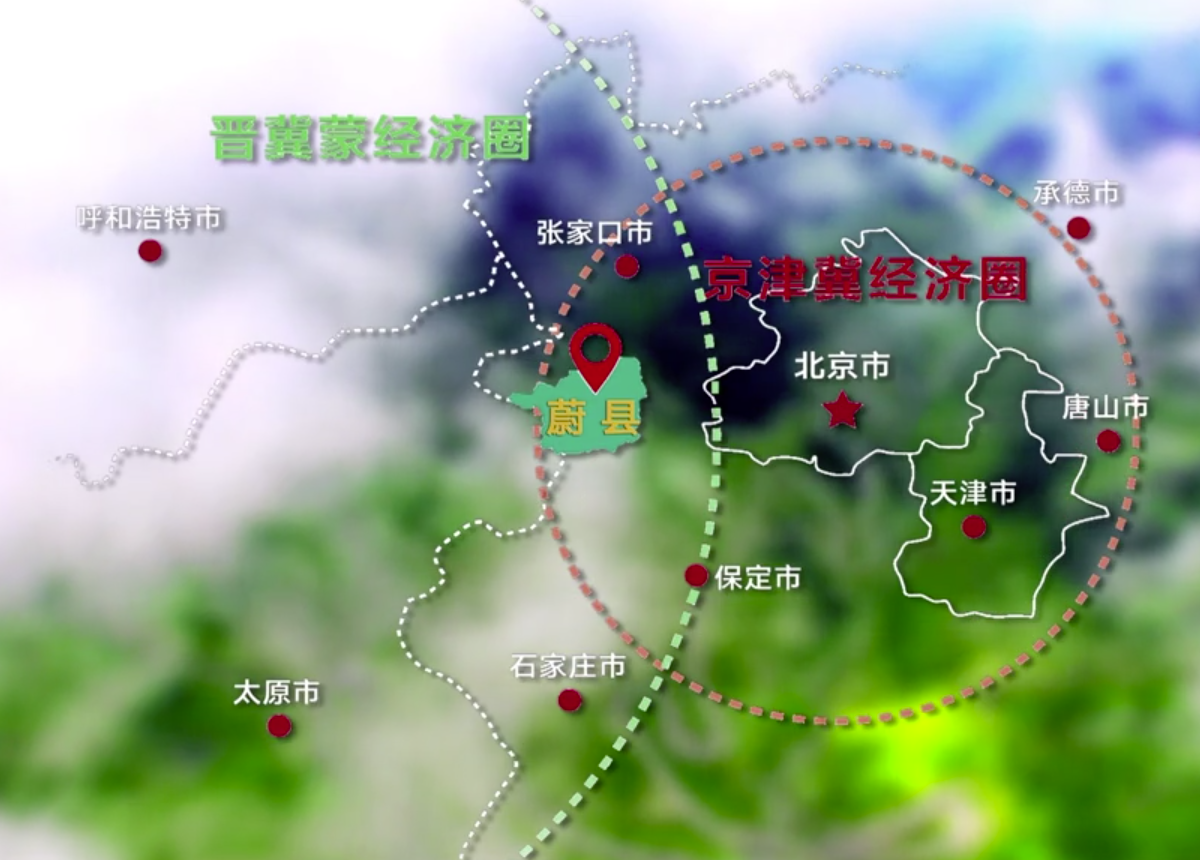 晋冀蒙经济圈
承德市
呼和浩特市
张家口市
京津冀经济圈
北京市
唐山市
蔚县
天津市
保定市
石家庄市
太原市